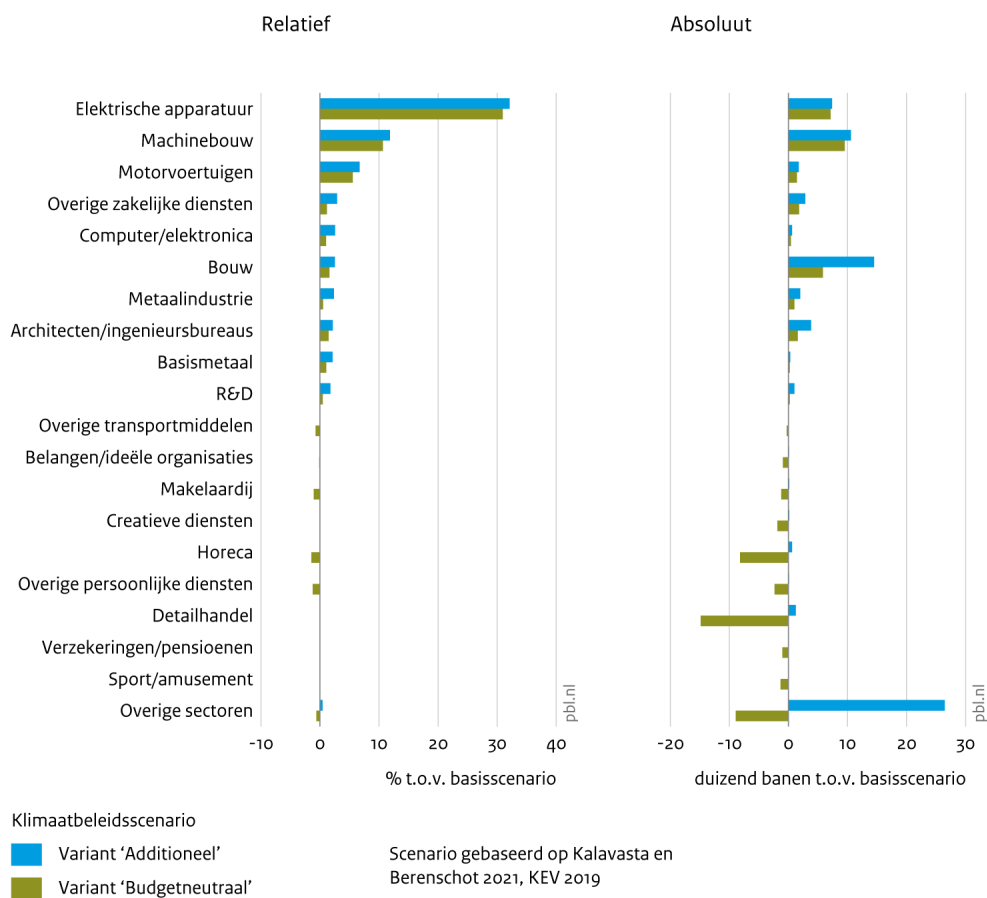 Relatief
Absoluut
Elektrische apparatuur
Machinebouw
Motorvoertuigen
Overige zakelijke diensten
Computer/elektronica
Bouw
Metaalindustrie
Architecten/ingenieursbureaus
Basismetaal
R&D
Overige transportmiddelen
Belangen/ideële organisaties
Makelaardij
Creatieve diensten
Horeca
Overige persoonlijke diensten
Detailhandel
Verzekeringen/pensioenen
Sport/amusement
Overige sectoren
pbl.nl
pbl.nl
-10 0 10 20 30 40
-20 -10 0 10 20 30
% t.o.v. basisscenario
duizend banen t.o.v. basisscenario
Klimaatbeleidsscenario
Variant ‘Additioneel’
Variant ‘Budgetneutraal’
Scenario gebaseerd op Kalavasta en
Berenschot 2021, KEV 2019